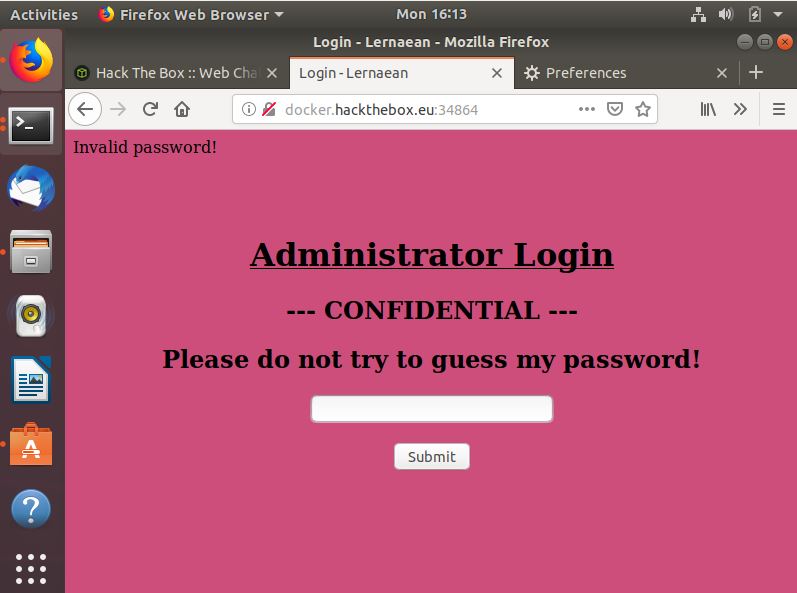 Activities Firefox Web Browser Mon 16:13
Login - Lernaean - Mozilla Firefox
Hack The Box :: Web Cha Login - Lernaean Preferences
docker.hackthebox.eu:34864
Invalid password!
Administrator Login
--- CONFIDENTIAL ---
Please do not try to guess my password!
Submit